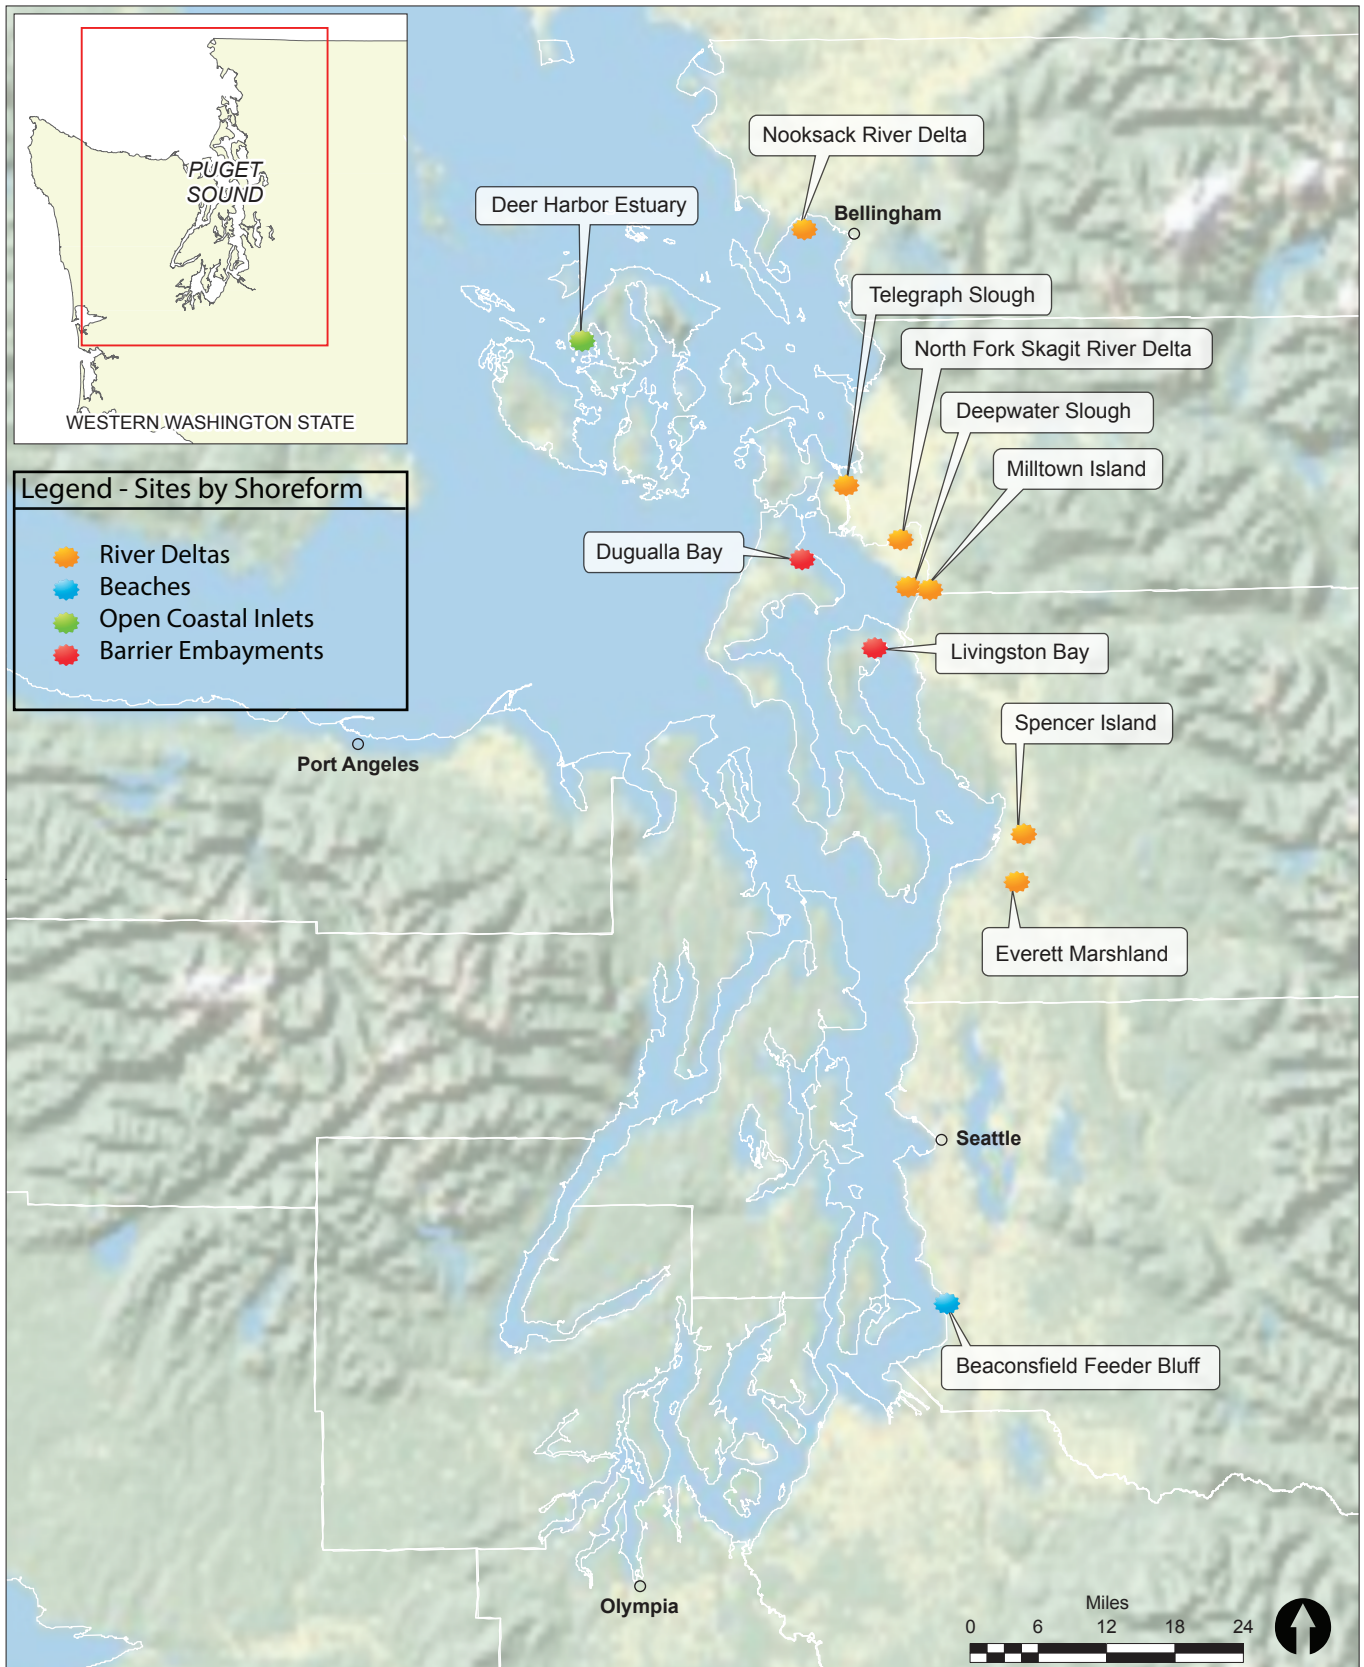 PUGET
SOUND
WESTERN WASHINGTON STATE
Legend - Sites by Shoreform
River Deltas
Beaches
Open Coastal Inlets
Barrier Embayments
Nooksack River Delta
Deer Harbor Estuary
Bellingham
Telegraph Slough
North Fork Skagit River Delta
Deepwater Slough
Milltown Island
Dugualla Bay
Livingston Bay
Spencer Island
Port Angeles
Everett Marshland
Seattle
Beaconsfield Feeder Bluff
Olympia
Miles
0 6 12 18 24